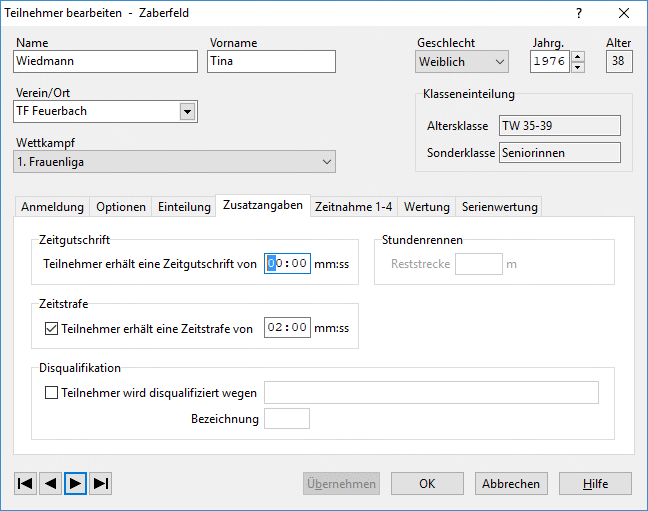 Teilnehmer bearbeiten - Zaberfeld
?
Name Vorname Geschlecht Jahrg. Alter
Wiedmann Tina Weiblich 1976 38
Verein/Ort
TF Feuerbach
Klasseneinteilung
Altersklasse TW 35-39
Sonderklasse Seniorinnen
Wettkampf
1. Frauenliga
Anmeldung Optionen Einteilung Zusatzangaben Zeitnahme 1-4 Wertung Serienwertung
Zeitgutschrift
Teilnehmer erhält eine Zeitgutschrift von 00:00 mm:ss
Stundenrennen
Reststrecke m
Zeitstrafe
Teilnehmer erhält eine Zeitstrafe von 02:00 mm:ss
Disqualifikation
Teilnehmer wird disqualifiziert wegen
Bezeichnung
Übernehmen OK Abbrechen Hilfe